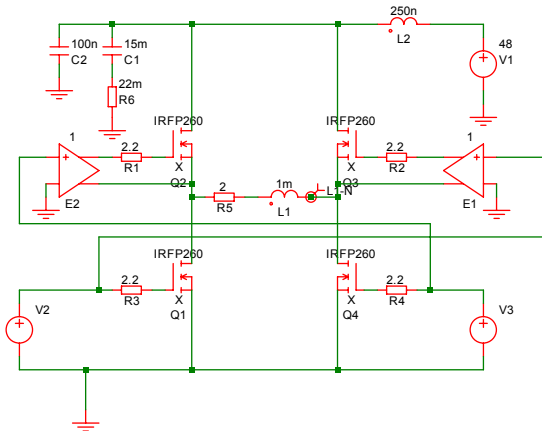 250n
L2
100n
C2
15m
C1
48
V1
22m
R6
IRFP260
IRFP260
1
E2
2.2
R1
X
Q2
X
Q3
2.2
R2
1
E1
2
R5
1m
L1
L1-N
IRFP260
IRFP260
2.2
R3
X
Q1
X
Q4
2.2
R4
V2
V3